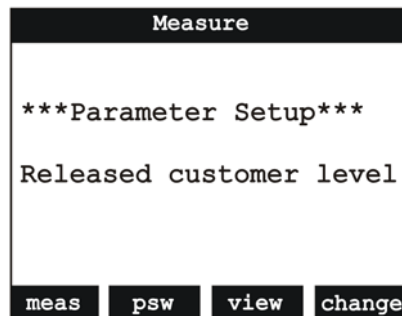 Measure
***Parameter Setup***
Released customer level
meas psw view change